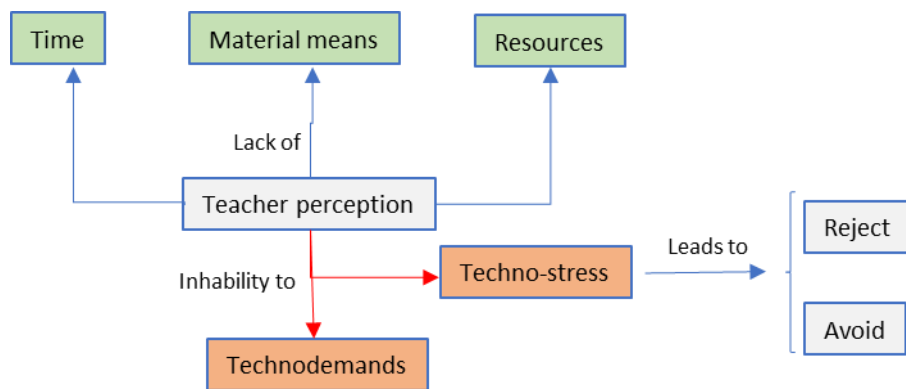 Time
Material means
Resources
Lack of
Teacher perception
Reject
Leads to
Techno-stress
Inhability to
Avoid
Technodemands